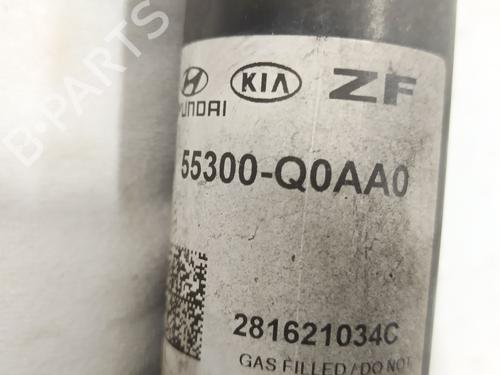 B-PARTS
KIA ZF
HYUNDAI
55300-Q0AA0
281621034C
GAS FILLED / DO NOT